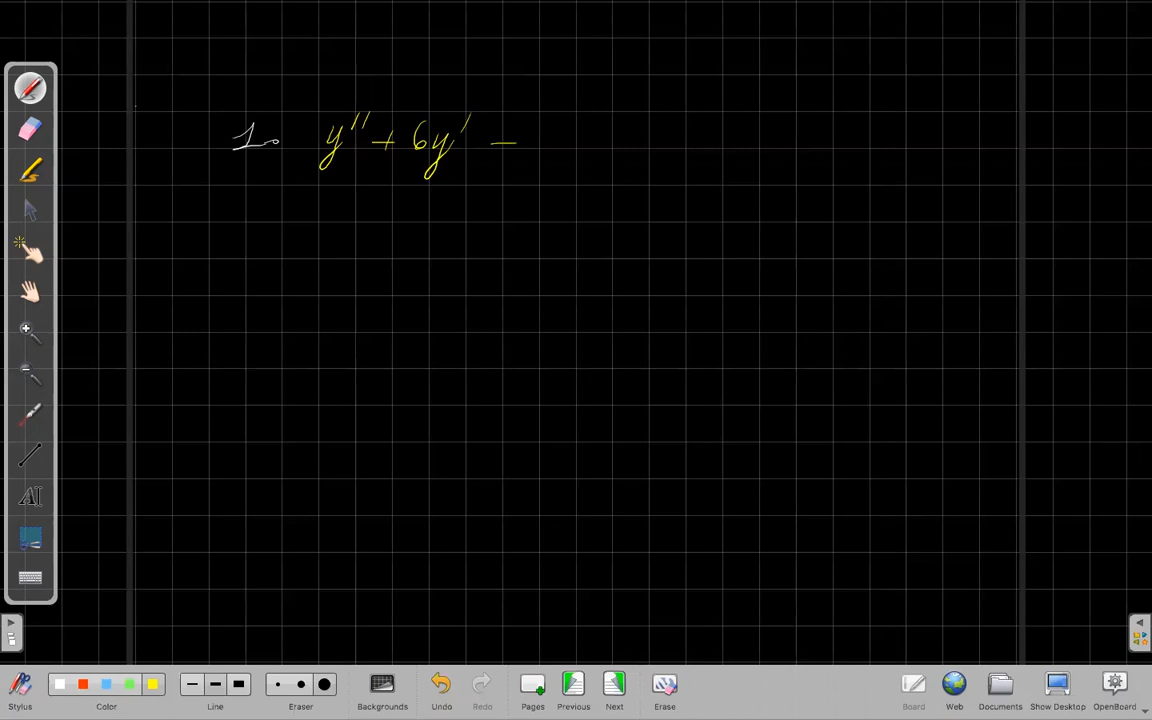 1. y'' + 6y' −
Stylus
Color
Line
Eraser
Backgrounds
Undo
Redo
Pages
Previous
Next
Erase
Board
Web
Documents
Show Desktop
OpenBoard